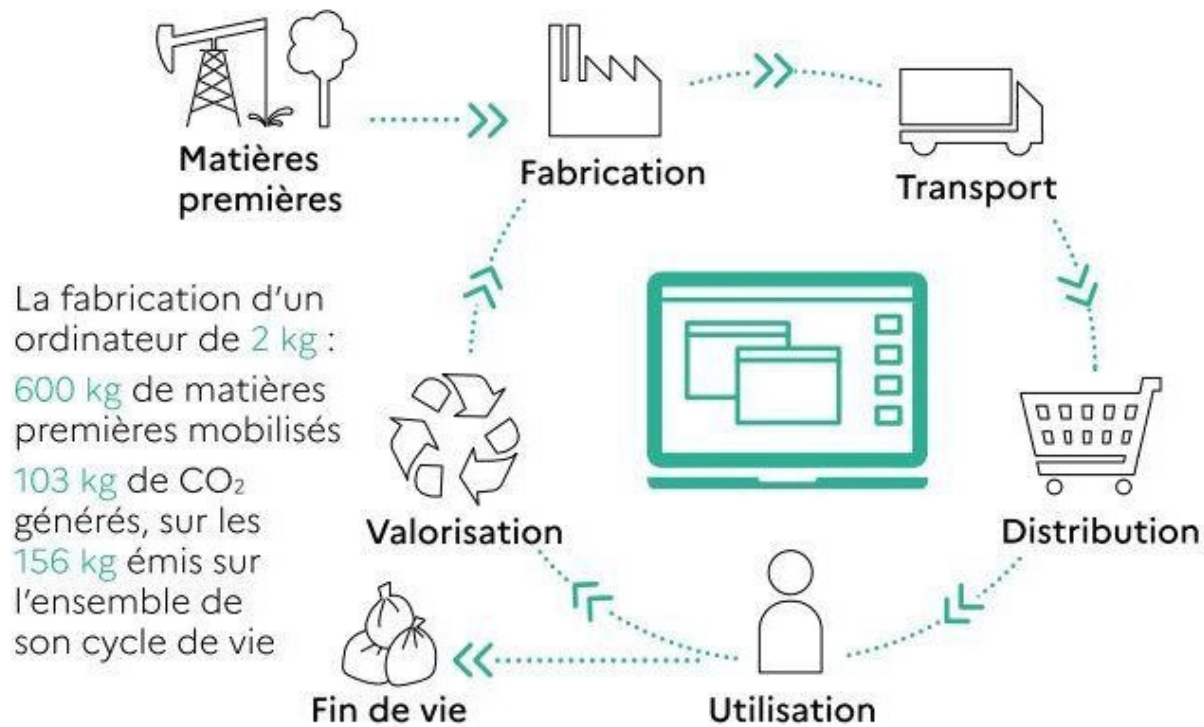 Matières
premières
Fabrication
Transport
La fabrication d'un
ordinateur de 2 kg :
600 kg de matières
premières mobilisés
103 kg de CO₂
générés, sur les
156 kg émis sur
l'ensemble de
son cycle de vie
Valorisation
Distribution
Fin de vie
Utilisation